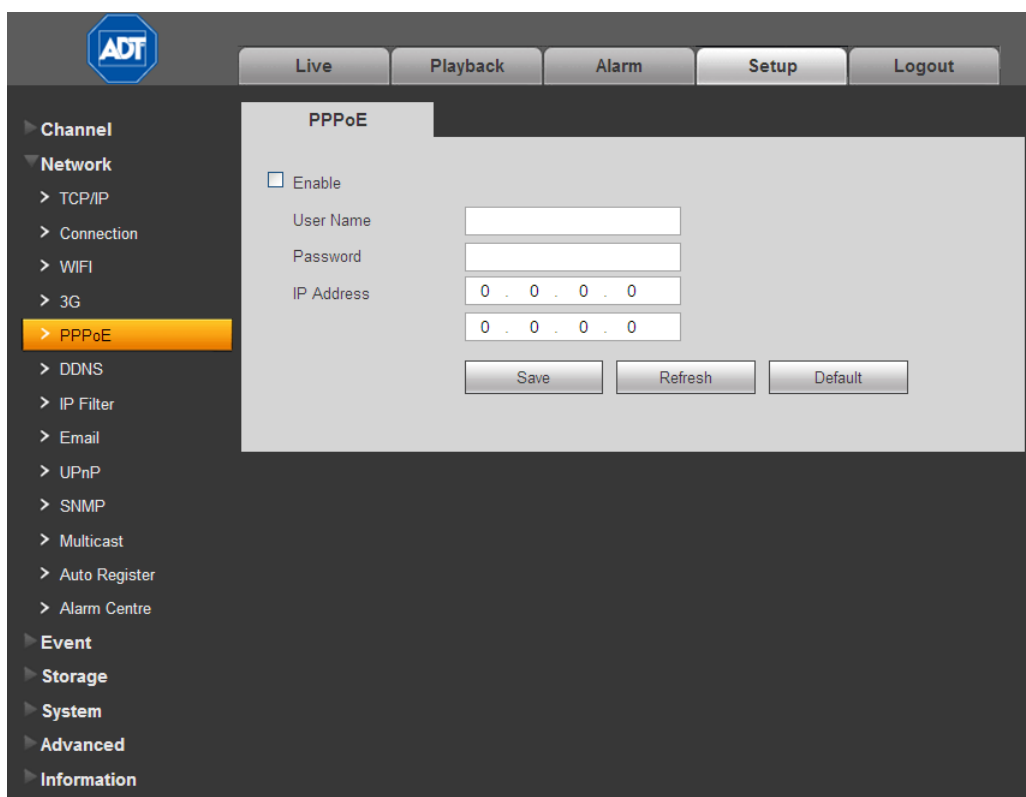 ADT
Live Playback Alarm Setup Logout
Channel
Network
> TCP/IP
> Connection
> WIFI
> 3G
> PPPoE
> DDNS
> IP Filter
> Email
> UPnP
> SNMP
> Multicast
> Auto Register
> Alarm Centre
Event
Storage
System
Advanced
Information
PPPoE
Enable
User Name
Password
IP Address 0 . 0 . 0 . 0
0 . 0 . 0 . 0
Save Refresh Default